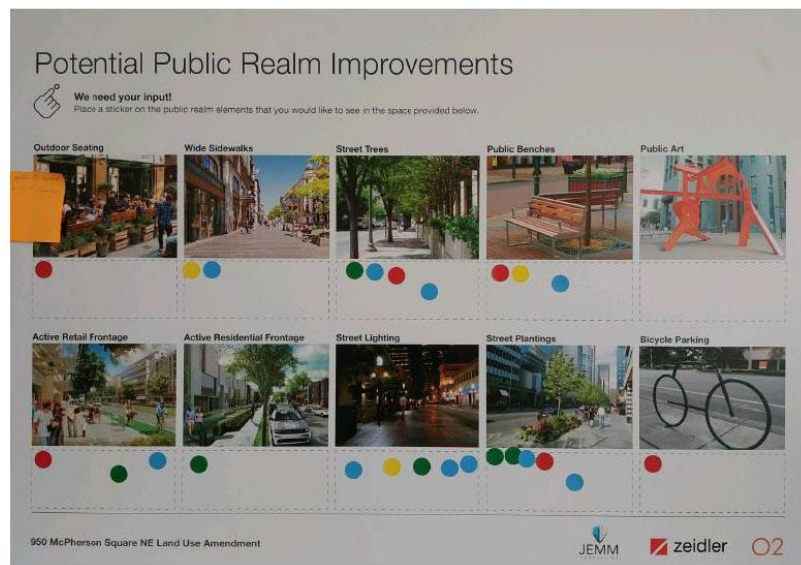 Potential Public Realm Improvements
We need your input!
Place a sticker on the public realm elements that you would like to see in the space provided below.
Outdoor Seating
Wide Sidewalks
Street Trees
Public Benches
Public Art
Active Retail Frontage
Active Residential Frontage
Street Lighting
Street Plantings
Bicycle Parking
950 McPherson Square NE Land Use Amendment
JEMM
zeidler
O2